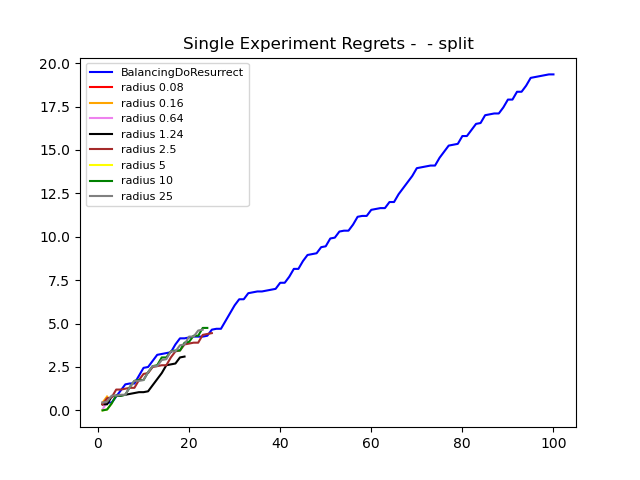 Single Experiment Regrets -  - split
20.0
17.5
15.0
12.5
10.0
7.5
5.0
2.5
0.0
BalancingDoResurrect
radius 0.08
radius 0.16
radius 0.64
radius 1.24
radius 2.5
radius 5
radius 10
radius 25
0 20 40 60 80 100